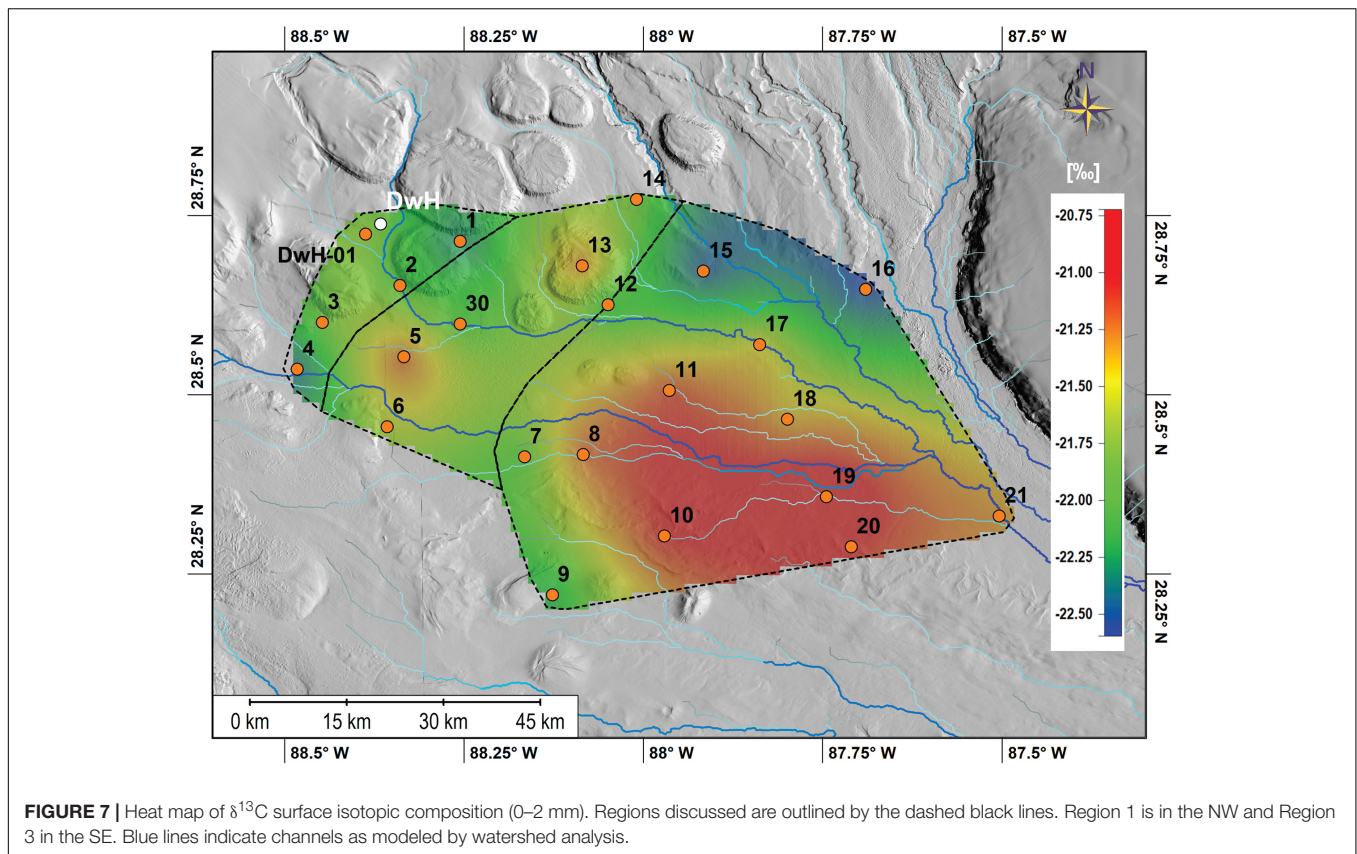 88.5° W 88.25° W 88° W 87.75° W 87.5° W
N
28.75° N
28.75° N
[‰]
-20.75
-21.00
-21.25
-21.50
-21.75
-22.00
-22.25
-22.50
14
DwH
1
DwH-01
13
15
2
16
12
3
30
17
5
4
11
18
6
7
8
19
21
10
20
9
28.5° N
28.5° N
28.25° N
28.25° N
0 km 15 km 30 km 45 km
88.5° W 88.25° W 88° W 87.75° W 87.5° W
FIGURE 7 | Heat map of δ¹³C surface isotopic composition (0–2 mm). Regions discussed are outlined by the dashed black lines. Region 1 is in the NW and Region
3 in the SE. Blue lines indicate channels as modeled by watershed analysis.